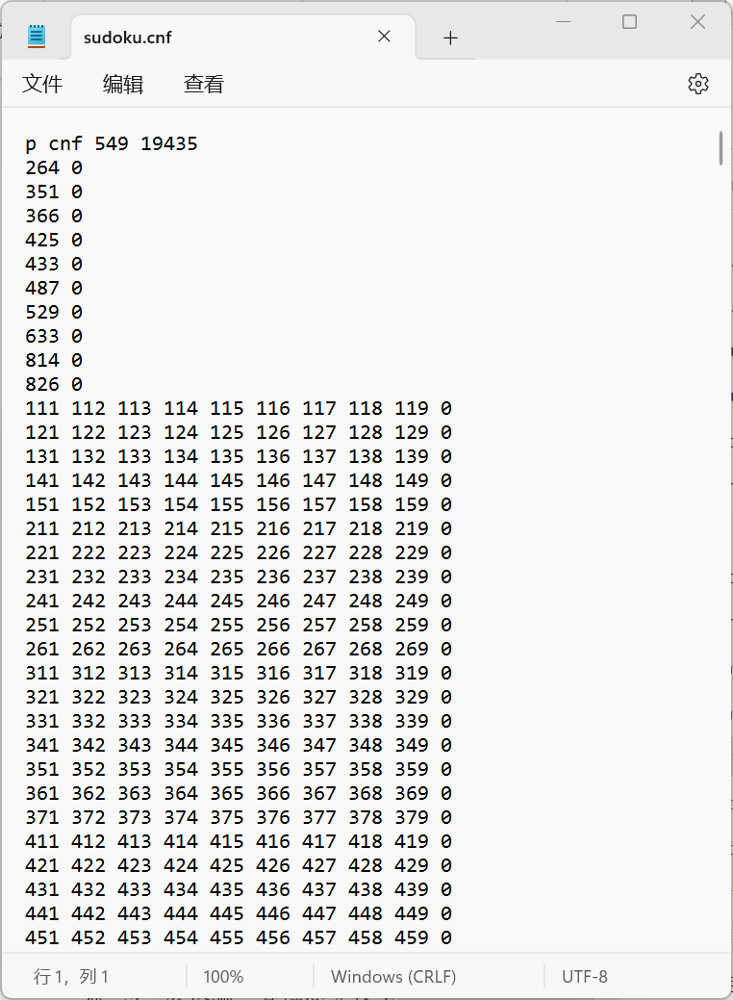 sudoku.cnf
文件 编辑 查看
p cnf 549 19435
264 0
351 0
366 0
425 0
433 0
487 0
529 0
633 0
814 0
826 0
111 112 113 114 115 116 117 118 119 0
121 122 123 124 125 126 127 128 129 0
131 132 133 134 135 136 137 138 139 0
141 142 143 144 145 146 147 148 149 0
151 152 153 154 155 156 157 158 159 0
211 212 213 214 215 216 217 218 219 0
221 222 223 224 225 226 227 228 229 0
231 232 233 234 235 236 237 238 239 0
241 242 243 244 245 246 247 248 249 0
251 252 253 254 255 256 257 258 259 0
261 262 263 264 265 266 267 268 269 0
311 312 313 314 315 316 317 318 319 0
321 322 323 324 325 326 327 328 329 0
331 332 333 334 335 336 337 338 339 0
341 342 343 344 345 346 347 348 349 0
351 352 353 354 355 356 357 358 359 0
361 362 363 364 365 366 367 368 369 0
371 372 373 374 375 376 377 378 379 0
411 412 413 414 415 416 417 418 419 0
421 422 423 424 425 426 427 428 429 0
431 432 433 434 435 436 437 438 439 0
441 442 443 444 445 446 447 448 449 0
451 452 453 454 455 456 457 458 459 0
行 1，列 1 100% Windows (CRLF) UTF-8